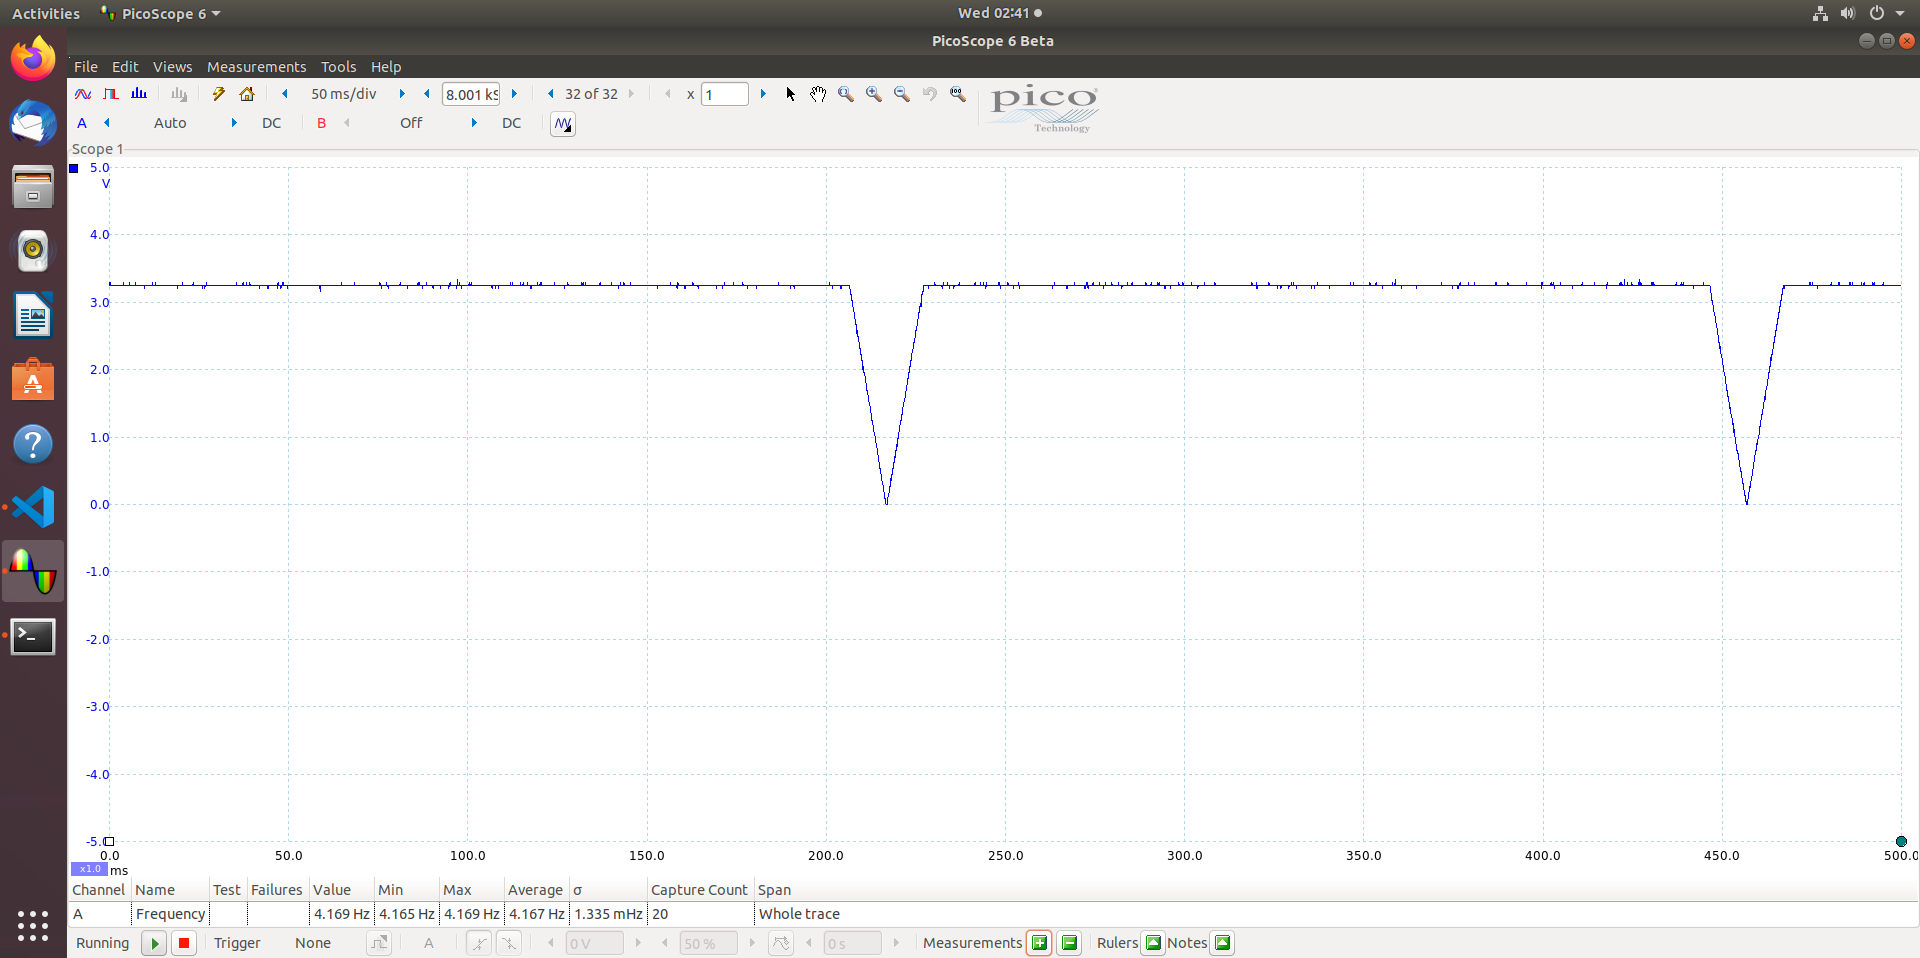 Activities PicoScope 6 Wed 02:41
PicoScope 6 Beta
File Edit Views Measurements Tools Help
50 ms/div 8.001 kS 32 of 32 x 1
pico
Technology
A Auto DC B Off DC
Scope 1
5.0
V
4.0
3.0
2.0
1.0
0.0
-1.0
-2.0
-3.0
-4.0
-5.0
0.0 50.0 100.0 150.0 200.0 250.0 300.0 350.0 400.0 450.0 500.0
x1.0 ms
Channel Name Test Failures Value Min Max Average σ Capture Count Span
A Frequency 4.169 Hz 4.165 Hz 4.169 Hz 4.167 Hz 1.335 mHz 20 Whole trace
Running Trigger None A 0 V 50 % 0 s Measurements Rulers Notes